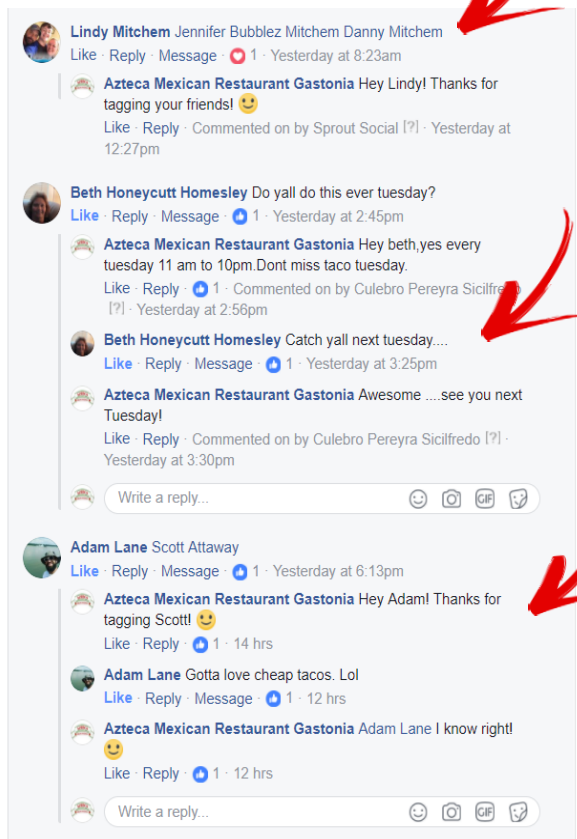 Lindy Mitchem Jennifer Bubblez Mitchem Danny Mitchem
Like · Reply · Message · 1 · Yesterday at 8:23am
Azteca Mexican Restaurant Gastonia Hey Lindy! Thanks for
tagging your friends!
Like · Reply · Commented on by Sprout Social [?] · Yesterday at
12:27pm
Beth Honeycutt Homesley Do yall do this ever tuesday?
Like · Reply · Message · 1 · Yesterday at 2:45pm
Azteca Mexican Restaurant Gastonia Hey beth,yes every
tuesday 11 am to 10pm.Dont miss taco tuesday.
Like · Reply · 1 · Commented on by Culebro Pereyra Sicilfredo
[?] · Yesterday at 2:56pm
Beth Honeycutt Homesley Catch yall next tuesday....
Like · Reply · Message · 1 · Yesterday at 3:25pm
Azteca Mexican Restaurant Gastonia Awesome ....see you next
Tuesday!
Like · Reply · Commented on by Culebro Pereyra Sicilfredo [?] ·
Yesterday at 3:30pm
Write a reply...
GIF
Adam Lane Scott Attaway
Like · Reply · Message · 1 · Yesterday at 6:13pm
Azteca Mexican Restaurant Gastonia Hey Adam! Thanks for
tagging Scott!
Like · Reply · 1 · 14 hrs
Adam Lane Gotta love cheap tacos. Lol
Like · Reply · Message · 1 · 12 hrs
Azteca Mexican Restaurant Gastonia Adam Lane I know right!
Like · Reply · 1 · 12 hrs
Write a reply...
GIF